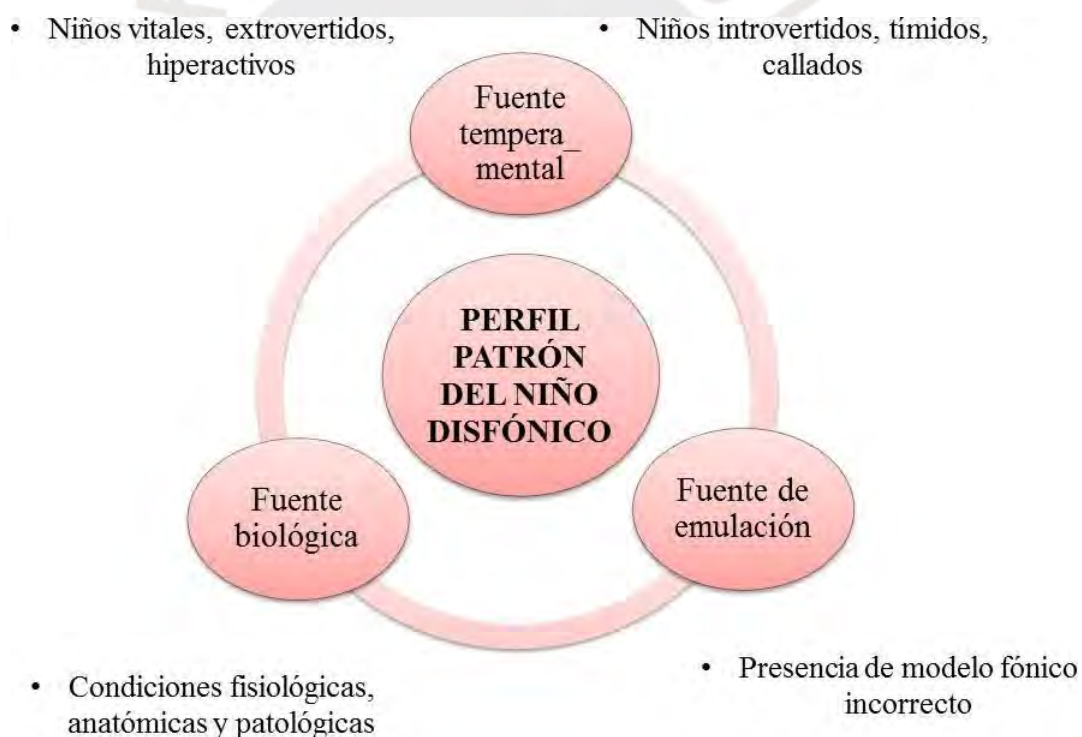 • Niños vitales, extrovertidos,
hiperactivos
• Niños introvertidos, tímidos,
callados
Fuente
tempera_
mental
PERFIL
PATRÓN
DEL NIÑO
DISFÓNICO
Fuente
biológica
Fuente de
emulación
• Condiciones fisiológicas,
anatómicas y patológicas
• Presencia de modelo fónico
incorrecto